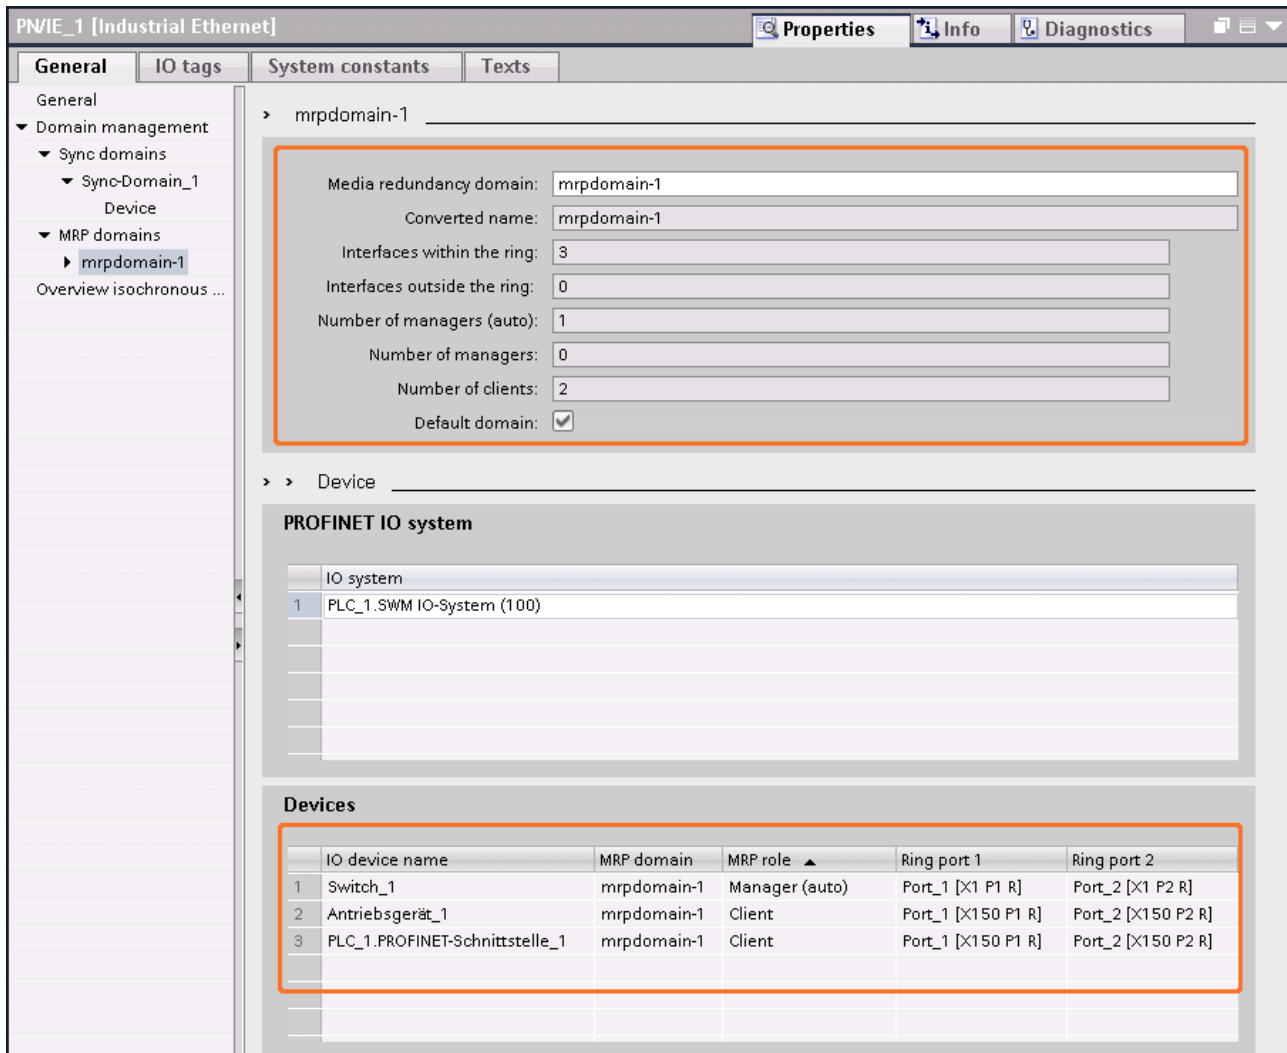 PN/IE_1 [Industrial Ethernet]
Properties
Info
Diagnostics
General
IO tags
System constants
Texts
General
Domain management
Sync domains
Sync-Domain_1
Device
MRP domains
mrpdomain-1
Overview isochronous ...
mrpdomain-1
Media redundancy domain: mrpdomain-1
Converted name: mrpdomain-1
Interfaces within the ring: 3
Interfaces outside the ring: 0
Number of managers (auto): 1
Number of managers: 0
Number of clients: 2
Default domain:
Device
PROFINET IO system
IO system
1 PLC_1.SWM IO-System (100)
Devices
IO device name MRP domain MRP role Ring port 1 Ring port 2
1 Switch_1 mrpdomain-1 Manager (auto) Port_1 [X1 P1 R] Port_2 [X1 P2 R]
2 Antriebsgerät_1 mrpdomain-1 Client Port_1 [X150 P1 R] Port_2 [X150 P2 R]
3 PLC_1.PROFINET-Schnittstelle_1 mrpdomain-1 Client Port_1 [X150 P1 R] Port_2 [X150 P2 R]